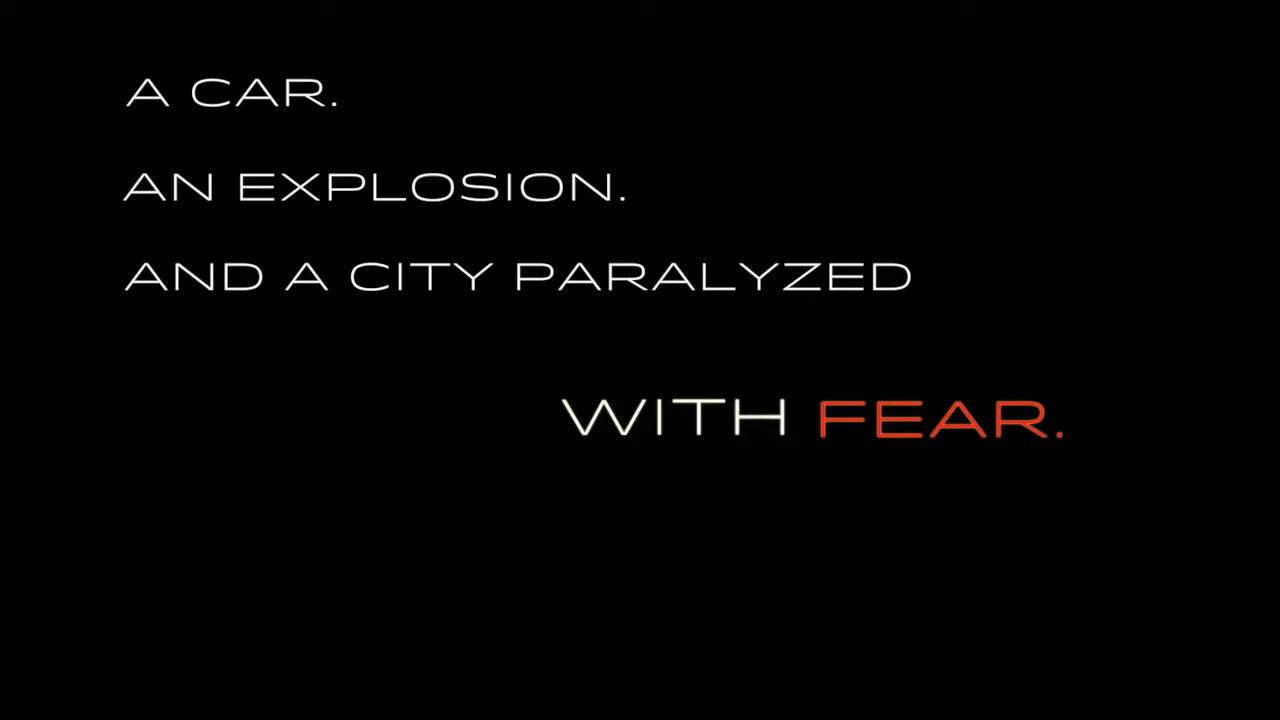 A CAR.
AN EXPLOSION.
AND A CITY PARALYZED
WITH FEAR.